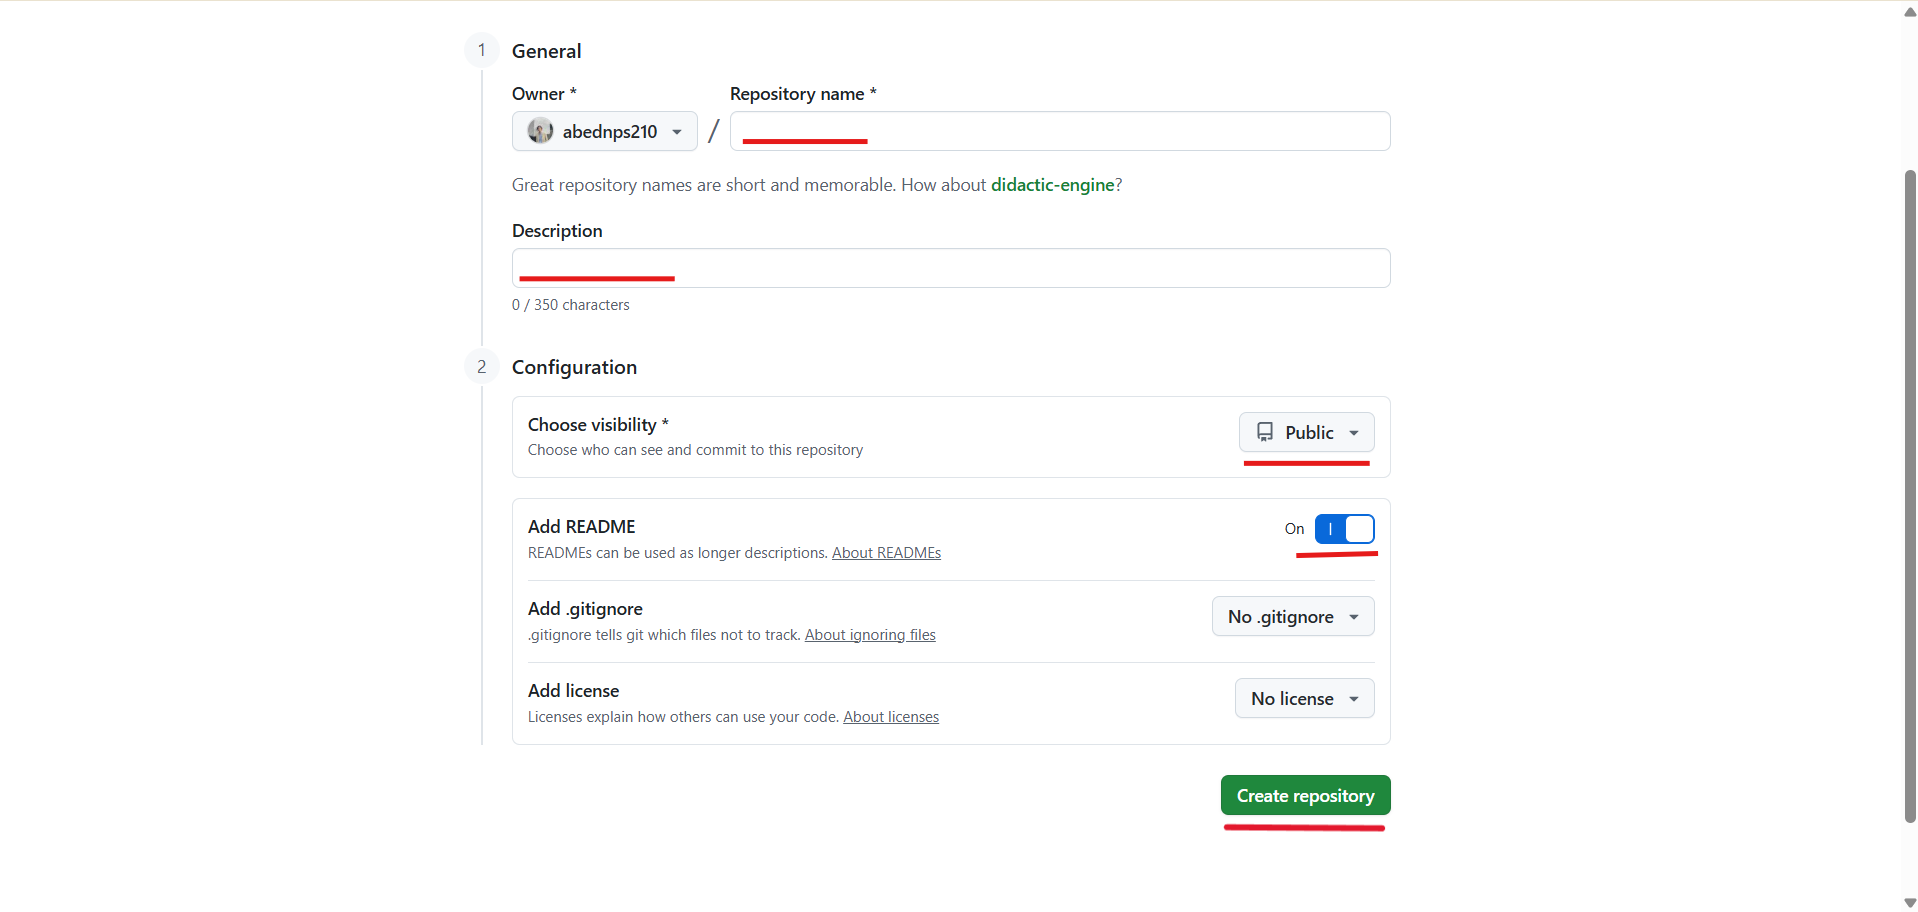 1 General
Owner * Repository name *
abednps210 /
Great repository names are short and memorable. How about didactic-engine?
Description
0 / 350 characters
2 Configuration
Choose visibility * Public
Choose who can see and commit to this repository
Add README On
READMEs can be used as longer descriptions. About READMEs
Add .gitignore No .gitignore
.gitignore tells git which files not to track. About ignoring files
Add license No license
Licenses explain how others can use your code. About licenses
Create repository